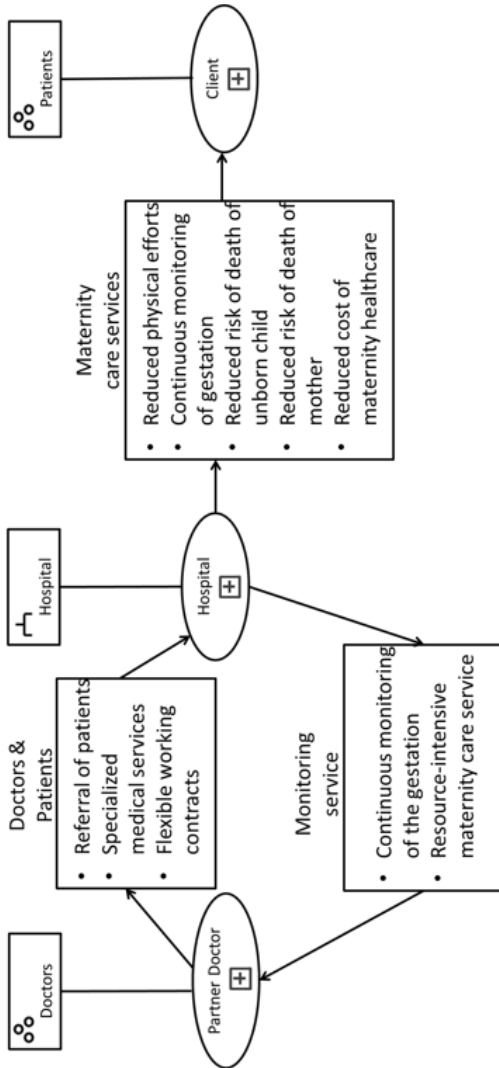 Doctors
Partner Doctor
Doctors &
Patients
• Referral of patients
• Specialized
medical services
• Flexible working
contracts
Monitoring
service
• Continuous monitoring
of the gestation
• Resource-intensive
maternity care service
Hospital
Hospital
Maternity
care services
• Reduced physical efforts
• Continuous monitoring
of gestation
• Reduced risk of death of
unborn child
• Reduced risk of death of
mother
• Reduced cost of
maternity healthcare
Patients
Client